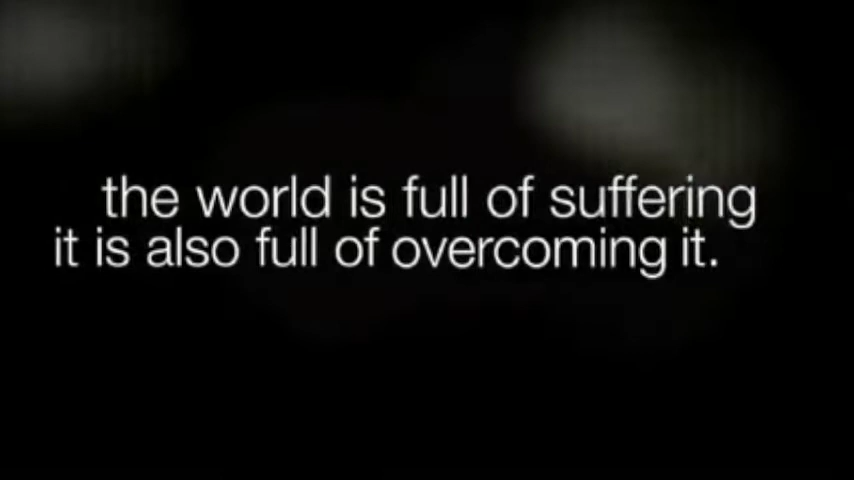 the world is full of suffering
it is also full of overcoming it.